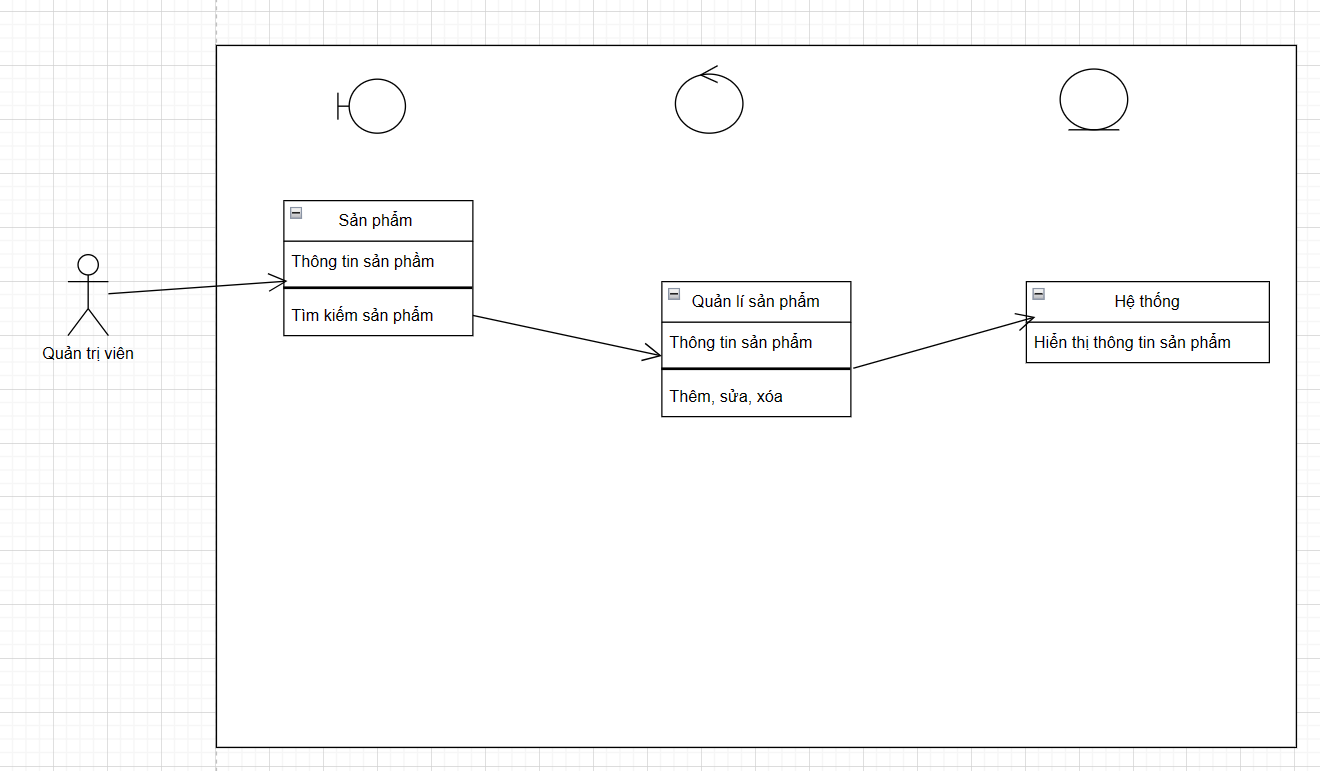 Sản phẩm
Thông tin sản phẩm
Tìm kiếm sản phẩm
Quản trị viên
Quản lí sản phẩm
Thông tin sản phẩm
Thêm, sửa, xóa
Hệ thống
Hiển thị thông tin sản phẩm